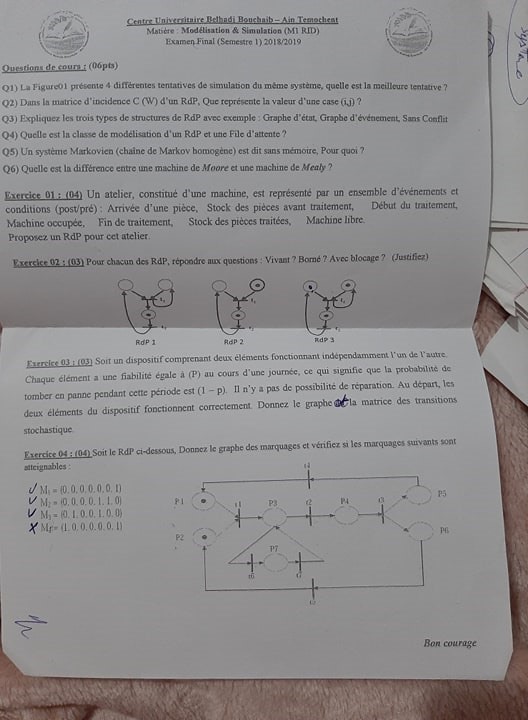 Centre Universitaire Belhadj Bouchaib – Ain Temochent
Matière : Modélisation & Simulation (M1 RID)
Examen Final (Semestre 1) 2018/2019
Questions de cours : (06pts)
Q1) La Figure01 présente 4 différentes tentatives de simulation du même système, quelle est la meilleure tentative ?
Q2) Dans la matrice d'incidence C (W) d'un RdP, Que représente la valeur d'une case (i,j) ?
Q3) Expliquez les trois types de structures de RdP avec exemple : Graphe d'état, Graphe d'événement, Sans Conflit
Q4) Quelle est la classe de modélisation d'un RdP et une File d'attente ?
Q5) Un système Markovien (chaîne de Markov homogène) est dit sans mémoire, Pour quoi ?
Q6) Quelle est la différence entre une machine de Moore et une machine de Mealy ?
Exercice 01 : (04) Un atelier, constitué d'une machine, est représenté par un ensemble d'événements et
conditions (post/pré) : Arrivée d'une pièce, Stock des pièces avant traitement, Début du traitement,
Machine occupée, Fin de traitement, Stock des pièces traitées, Machine libre.
Proposez un RdP pour cet atelier.
Exercice 02 : (03) Pour chacun des RdP, répondre aux questions : Vivant ? Borné ? Avec blocage ? (Justifiez)
RdP 1 RdP 2 RdP 3
Exercice 03 : (03) Soit un dispositif comprenant deux éléments fonctionnant indépendamment l'un de l'autre.
Chaque élément a une fiabilité égale à (P) au cours d'une journée, ce qui signifie que la probabilité de
tomber en panne pendant cette période est (1 – p). Il n'y a pas de possibilité de réparation. Au départ, les
deux éléments du dispositif fonctionnent correctement. Donnez le graphe et la matrice des transitions
stochastique.
Exercice 04 : (04) Soit le RdP ci-dessous, Donnez le graphe des marquages et vérifiez si les marquages suivants sont
atteignables :
M₁ = (0, 0, 0, 0, 0, 0, 1)
M₂ = (0, 0, 0, 0, 1, 1, 0)
M₃ = (0, 1, 0, 0, 1, 0, 0)
= (1, 0, 0, 0, 0, 0, 1)
t4
P1 t1 P3 t2 P4 t3 P5
P2 P6
P7
Bon courage